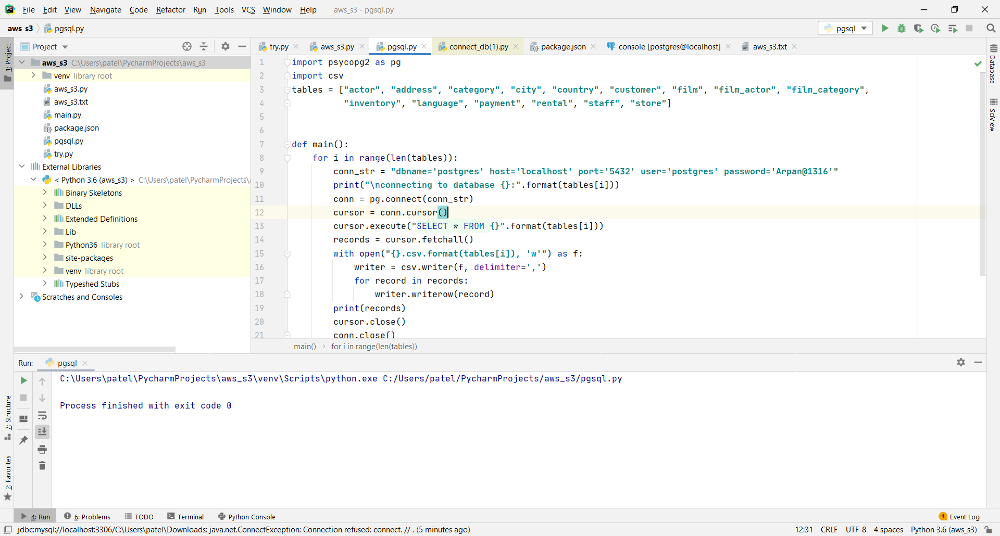 File Edit View Navigate Code Refactor Run Tools VCS Window Help aws_s3 - pgsql.py
aws_s3 pgsql.py pgsql
1: Project
Project
try.py aws_s3.py pgsql.py connect_db(1).py package.json console [postgres@localhost] aws_s3.txt
Database
SciView
aws_s3 C:\Users\patel\PycharmProjects\aws_s3
venv library root
aws_s3.py
aws_s3.txt
main.py
package.json
pgsql.py
try.py
External Libraries
< Python 3.6 (aws_s3) > C:\Users\patel\PycharmProjects\
Binary Skeletons
DLLs
Extended Definitions
Lib
Python36 library root
site-packages
venv library root
Typeshed Stubs
Scratches and Consoles
1 import psycopg2 as pg
2 import csv
3 tables = ["actor", "address", "category", "city", "country", "customer", "film", "film_actor", "film_category",
4 "inventory", "language", "payment", "rental", "staff", "store"]
5
6
7 def main():
8 for i in range(len(tables)):
9 conn_str = "dbname='postgres' host='localhost' port='5432' user='postgres' password='Arpan@1316'"
10 print("\nconnecting to database {}:".format(tables[i]))
11 conn = pg.connect(conn_str)
12 cursor = conn.cursor()
13 cursor.execute("SELECT * FROM {}".format(tables[i]))
14 records = cursor.fetchall()
15 with open("{}.csv.format(tables[i]), 'w'") as f:
16 writer = csv.writer(f, delimiter=',')
17 for record in records:
18 writer.writerow(record)
19 print(records)
20 cursor.close()
21 conn.close()
main() › for i in range(len(tables))
Run: pgsql
C:\Users\patel\PycharmProjects\aws_s3\venv\Scripts\python.exe C:/Users/patel/PycharmProjects/aws_s3/pgsql.py
Process finished with exit code 0
7: Structure
2: Favorites
4: Run 6: Problems TODO Terminal Python Console 1 Event Log
jdbc:mysql://localhost:3306/C:\Users\patel\Downloads: java.net.ConnectException: Connection refused: connect. // . (5 minutes ago) 12:31 CRLF UTF-8 4 spaces Python 3.6 (aws_s3)